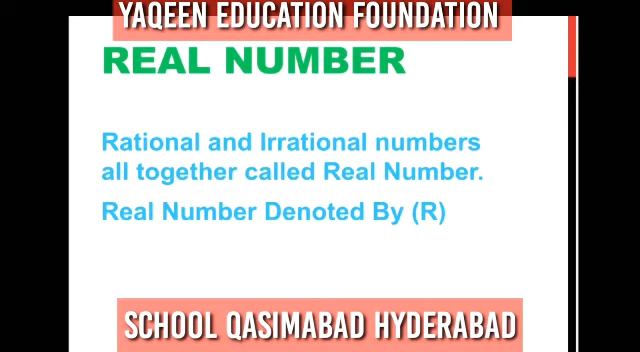 YAQEEN EDUCATION FOUNDATION
REAL NUMBER
Rational and Irrational numbers
all together called Real Number.
Real Number Denoted By (R)
SCHOOL QASIMABAD HYDERABAD